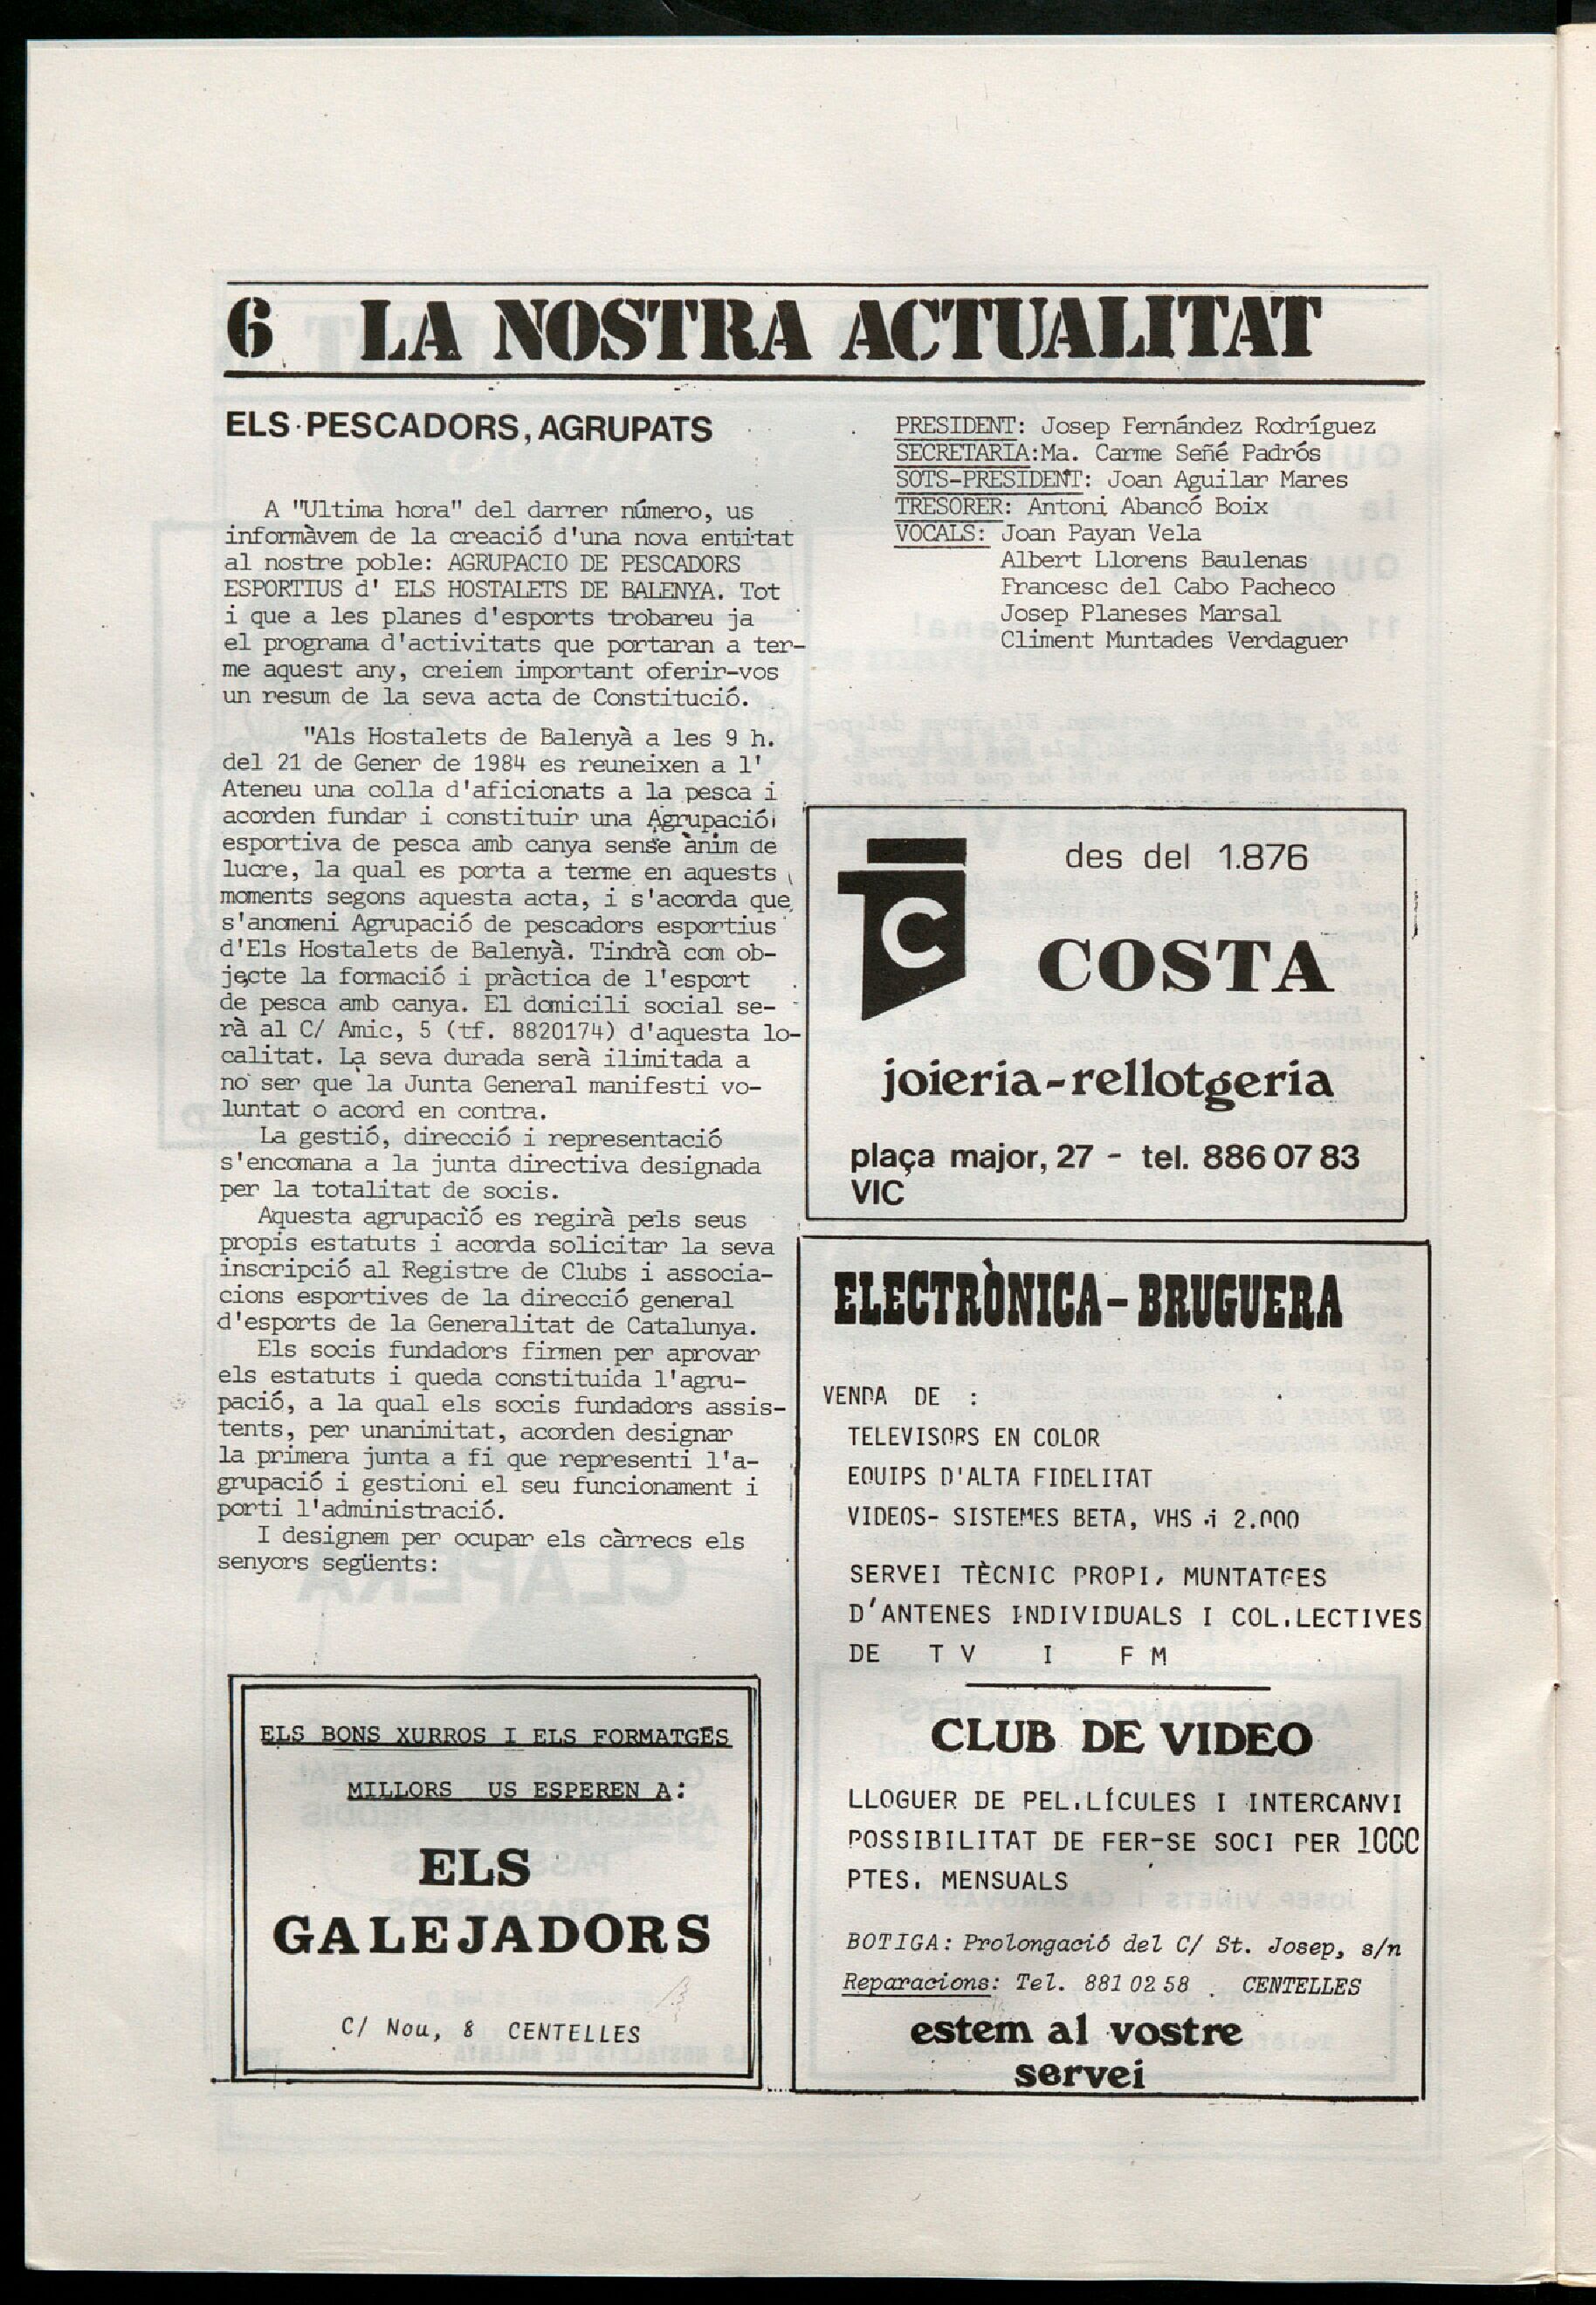 6 LA NOSTRA ACTUALITAT
ELS PESCADORS, AGRUPATS
A "Ultima hora" del darrer número, us
informàvem de la creació d'una nova entitat
al nostre poble: AGRUPACIO DE PESCADORS
ESPORTIUS d' ELS HOSTALETS DE BALENYA. Tot
i que a les planes d'esports trobareu ja
el programa d'activitats que portaran a ter-
me aquest any, creiem important oferir-vos
un resum de la seva acta de Constitució.
"Als Hostalets de Balenyà a les 9 h.
del 21 de Gener de 1984 es reuneixen a l'
Ateneu una colla d'aficionats a la pesca i
acorden fundar i constituir una Agrupació
esportiva de pesca amb canya sense ànim de
lucre, la qual es porta a terme en aquests
moments segons aquesta acta, i s'acorda que
s'anomeni Agrupació de pescadors esportius
d'Els Hostalets de Balenyà. Tindrà com ob-
jecte la formació i pràctica de l'esport
de pesca amb canya. El domicili social se-
rà al C/ Amic, 5 (tf. 8820174) d'aquesta lo-
calitat. La seva durada serà ilimitada a
no ser que la Junta General manifesti vo-
luntat o acord en contra.
La gestió, direcció i representació
s'encomana a la junta directiva designada
per la totalitat de socis.
Aquesta agrupació es regirà pels seus
propis estatuts i acorda solicitar la seva
inscripció al Registre de Clubs i associa-
cions esportives de la direcció general
d'esports de la Generalitat de Catalunya.
Els socis fundadors firmen per aprovar
els estatuts i queda constituida l'agru-
pació, a la qual els socis fundadors assis-
tents, per unanimitat, acorden designar
la primera junta a fi que representi l'a-
grupació i gestioni el seu funcionament i
porti l'administració.
I designem per ocupar els càrrecs els
senyors següents:
PRESIDENT: Josep Fernández Rodríguez
SECRETARIA:Ma. Carme Señé Padrós
SOTS-PRESIDENT: Joan Aguilar Mares
TRESORER: Antoni Abancó Boix
VOCALS: Joan Payan Vela
Albert Llorens Baulenas
Francesc del Cabo Pacheco
Josep Planeses Marsal
Climent Muntades Verdaguer
C
des del 1.876
COSTA
joieria-rellotgeria
plaça major, 27 - tel. 886 07 83
VIC
ELECTRÒNICA-BRUGUERA
VENDA DE :
TELEVISORS EN COLOR
EQUIPS D'ALTA FIDELITAT
VIDEOS- SISTEMES BETA, VHS i 2.000
SERVEI TÈCNIC PROPI, MUNTATGES
D'ANTENES INDIVIDUALS I COL.LECTIVES
DE TV I FM
CLUB DE VIDEO
LLOGUER DE PEL.LÍCULES I INTERCANVI
POSSIBILITAT DE FER-SE SOCI PER 1000
PTES. MENSUALS
BOTIGA: Prolongació del C/ St. Josep, s/n
Reparacions: Tel. 881 02 58 . CENTELLES
estem al vostre
servei
ELS BONS XURROS I ELS FORMATGES
MILLORS US ESPEREN A:
ELS
GALEJADORS
C/ Nou, 8 CENTELLES